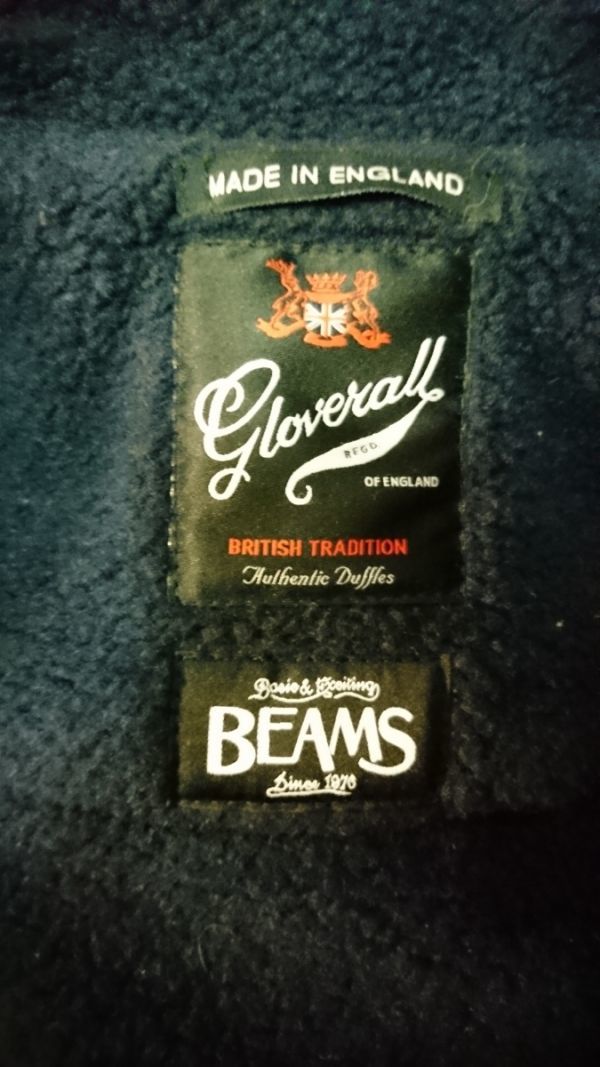 MADE IN ENGLAND
Gloverall
REGD
OF ENGLAND
BRITISH TRADITION
Authentic Duffles
Basic & Exciting
BEAMS
Since 1976